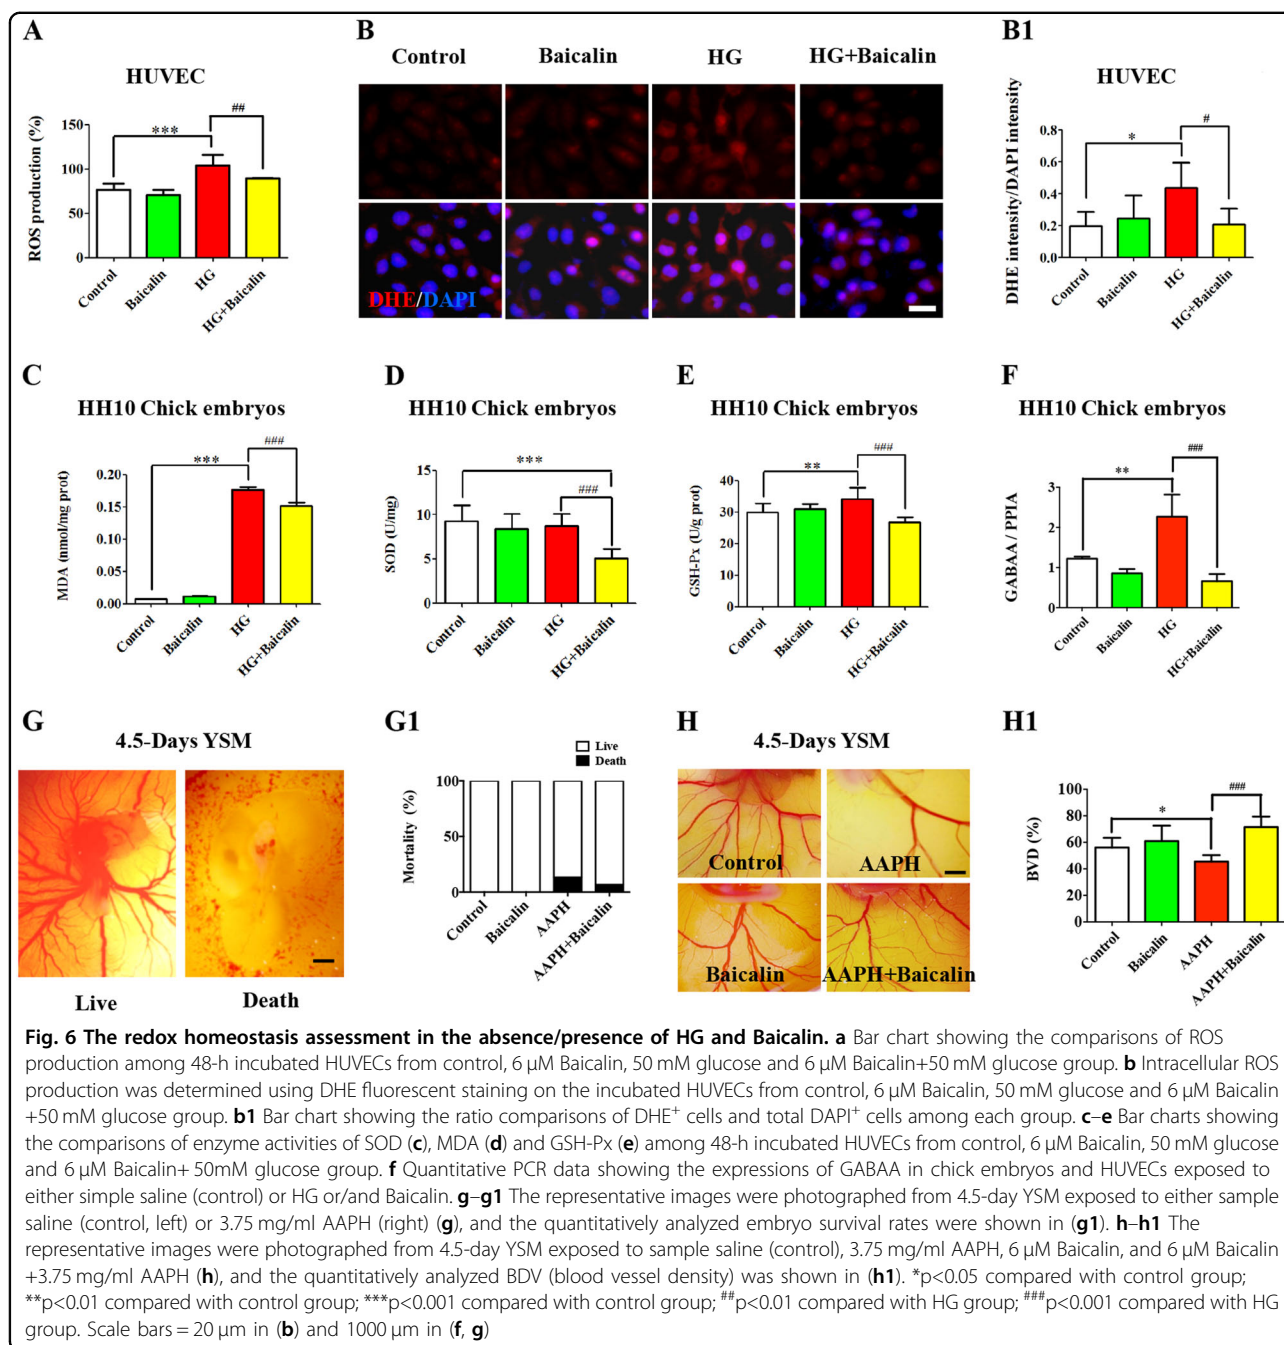 A
HUVEC
ROS production (%)
150
100
50
0
***
##
Control
Baicalin
HG
HG+Baicalin
B
Control
Baicalin
HG
HG+Baicalin
DHE/DAPI
B1
HUVEC
DHE intensity/DAPI intensity
0.8
0.6
0.4
0.2
0.0
*
#
Control
Baicalin
HG
HG+Baicalin
C
HH10 Chick embryos
MDA (nmol/mg prot)
0.20
0.15
0.10
0.05
0.00
***
###
Control
Baicalin
HG
HG+Baicalin
D
HH10 Chick embryos
SOD (U/mg)
15
10
5
0
***
###
Control
Baicalin
HG
HG+Baicalin
E
HH10 Chick embryos
GSH-Px (U/g prot)
40
30
20
10
0
**
###
Control
Baicalin
HG
HG+Baicalin
F
HH10 Chick embryos
GABAA / PPIA
3
2
1
0
**
###
Control
Baicalin
HG
HG+Baicalin
G
4.5-Days YSM
Live
Death
G1
Live
Death
Mortality (%)
100
50
0
Control
Baicalin
AAPH
AAPH+Baicalin
H
4.5-Days YSM
Control
AAPH
Baicalin
AAPH+Baicalin
H1
BVD (%)
100
80
60
40
20
0
*
###
Control
Baicalin
AAPH
AAPH+Baicalin
Fig. 6 The redox homeostasis assessment in the absence/presence of HG and Baicalin. a Bar chart showing the comparisons of ROS
production among 48-h incubated HUVECs from control, 6 μM Baicalin, 50 mM glucose and 6 μM Baicalin+50 mM glucose group. b Intracellular ROS
production was determined using DHE fluorescent staining on the incubated HUVECs from control, 6 μM Baicalin, 50 mM glucose and 6 μM Baicalin
+50 mM glucose group. b1 Bar chart showing the ratio comparisons of DHE⁺ cells and total DAPI⁺ cells among each group. c–e Bar charts showing
the comparisons of enzyme activities of SOD (c), MDA (d) and GSH-Px (e) among 48-h incubated HUVECs from control, 6 μM Baicalin, 50 mM glucose
and 6 μM Baicalin+ 50mM glucose group. f Quantitative PCR data showing the expressions of GABAA in chick embryos and HUVECs exposed to
either simple saline (control) or HG or/and Baicalin. g–g1 The representative images were photographed from 4.5-day YSM exposed to either sample
saline (control, left) or 3.75 mg/ml AAPH (right) (g), and the quantitatively analyzed embryo survival rates were shown in (g1). h–h1 The
representative images were photographed from 4.5-day YSM exposed to sample saline (control), 3.75 mg/ml AAPH, 6 μM Baicalin, and 6 μM Baicalin
+3.75 mg/ml AAPH (h), and the quantitatively analyzed BDV (blood vessel density) was shown in (h1). *p<0.05 compared with control group;
**p<0.01 compared with control group; ***p<0.001 compared with control group; ##p<0.01 compared with HG group; ###p<0.001 compared with HG
group. Scale bars = 20 μm in (b) and 1000 μm in (f, g)